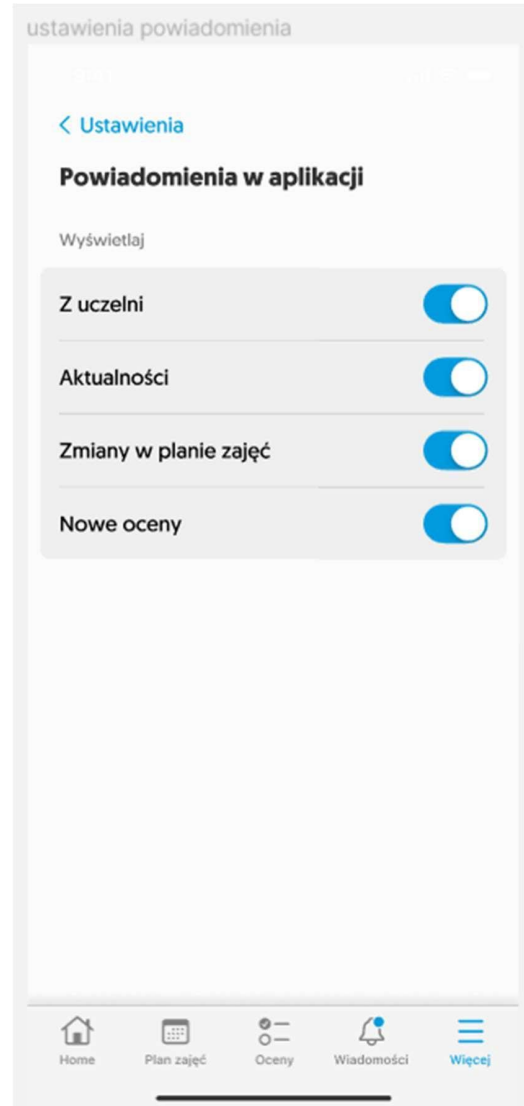 ustawienia powiadomienia
Ustawienia
Powiadomienia w aplikacji
Wyświetlaj
Z uczelni
Aktualności
Zmiany w planie zajęć
Nowe oceny
Home Plan zajęć Oceny Wiadomości Więcej